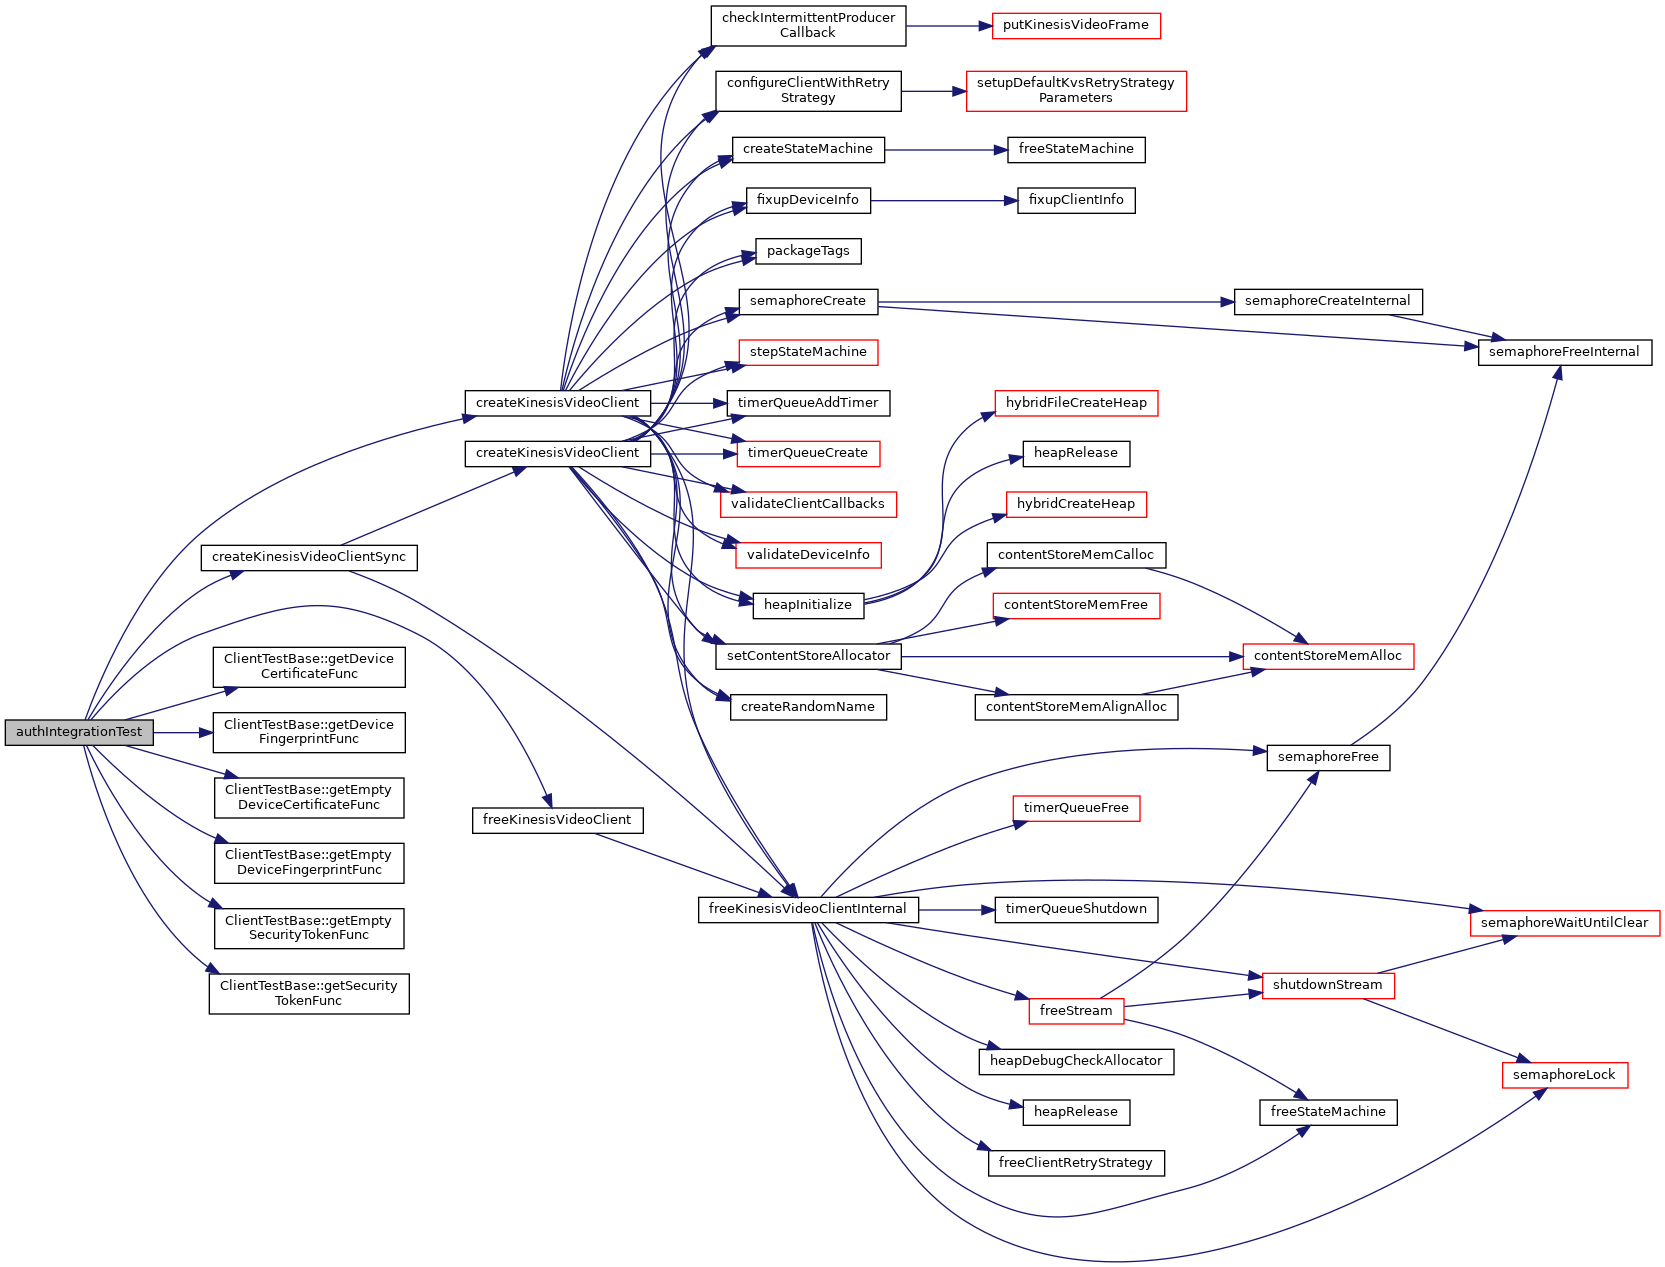 authIntegrationTest
createKinesisVideoClient
createKinesisVideoClient
createKinesisVideoClientSync
ClientTestBase::getDevice
CertificateFunc
ClientTestBase::getDevice
FingerprintFunc
ClientTestBase::getEmpty
DeviceCertificateFunc
ClientTestBase::getEmpty
DeviceFingerprintFunc
ClientTestBase::getEmpty
SecurityTokenFunc
ClientTestBase::getSecurity
TokenFunc
freeKinesisVideoClient
checkIntermittentProducer
Callback
configureClientWithRetry
Strategy
createStateMachine
fixupDeviceInfo
packageTags
semaphoreCreate
stepStateMachine
timerQueueAddTimer
timerQueueCreate
validateClientCallbacks
validateDeviceInfo
heapInitialize
setContentStoreAllocator
createRandomName
freeKinesisVideoClientInternal
putKinesisVideoFrame
setupDefaultKvsRetryStrategy
Parameters
freeStateMachine
fixupClientInfo
hybridFileCreateHeap
heapRelease
hybridCreateHeap
contentStoreMemCalloc
contentStoreMemFree
contentStoreMemAlignAlloc
timerQueueFree
timerQueueShutdown
freeStream
heapDebugCheckAllocator
heapRelease
freeClientRetryStrategy
semaphoreCreateInternal
contentStoreMemAlloc
semaphoreFree
shutdownStream
freeStateMachine
semaphoreFreeInternal
semaphoreWaitUntilClear
semaphoreLock